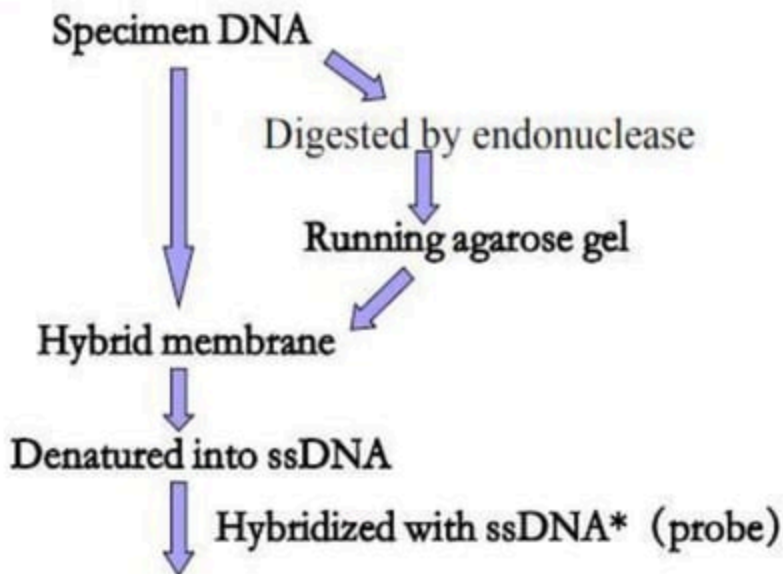 Specimen DNA
Digested by endonuclease
Running agarose gel
Hybrid membrane
Denatured into ssDNA
Hybridized with ssDNA* (probe)